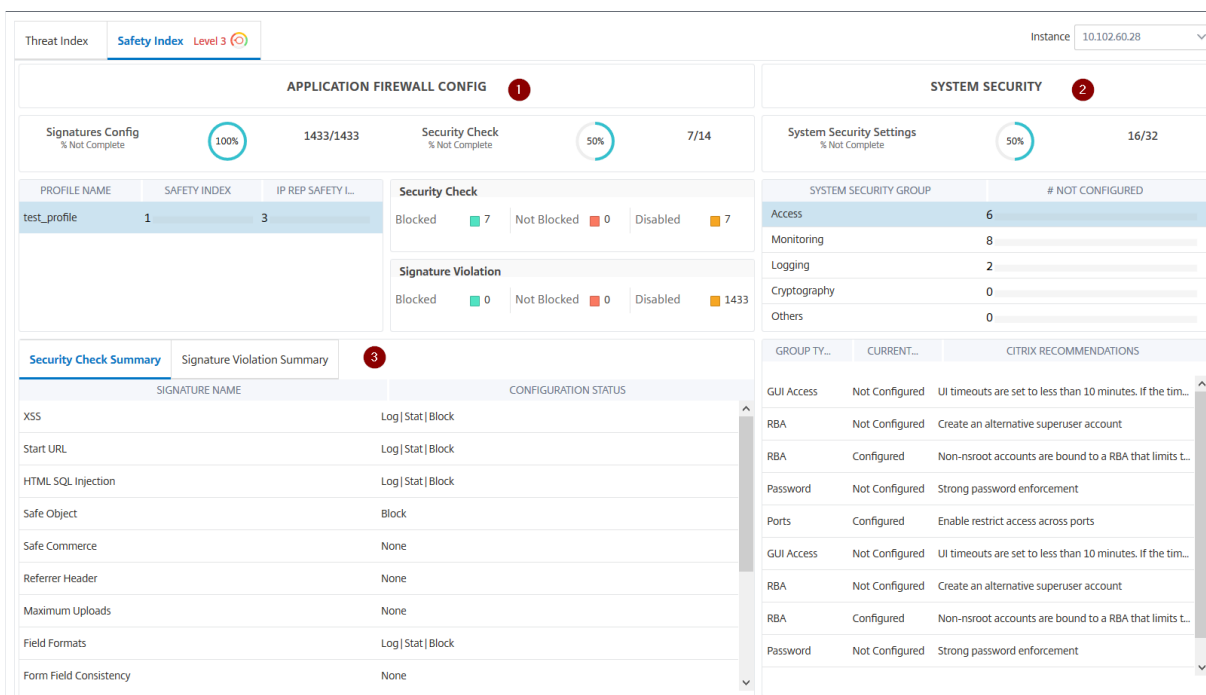 Threat Index Safety Index Level 3 Instance 10.102.60.28
APPLICATION FIREWALL CONFIG 1 SYSTEM SECURITY 2
Signatures Config 100% 1433/1433 Security Check 50% 7/14 System Security Settings 50% 16/32
% Not Complete % Not Complete % Not Complete
PROFILE NAME SAFETY INDEX IP REP SAFETY I...
test_profile 1 3
Security Check
Blocked 7 Not Blocked 0 Disabled 7
Signature Violation
Blocked 0 Not Blocked 0 Disabled 1433
SYSTEM SECURITY GROUP # NOT CONFIGURED
Access 6
Monitoring 8
Logging 2
Cryptography 0
Others 0
Security Check Summary Signature Violation Summary 3
SIGNATURE NAME CONFIGURATION STATUS
XSS Log|Stat|Block
Start URL Log|Stat|Block
HTML SQL Injection Log|Stat|Block
Safe Object Block
Safe Commerce None
Referrer Header None
Maximum Uploads None
Field Formats Log|Stat|Block
Form Field Consistency None
GROUP TY... CURRENT... CITRIX RECOMMENDATIONS
GUI Access Not Configured UI timeouts are set to less than 10 minutes. If the tim...
RBA Not Configured Create an alternative superuser account
RBA Configured Non-nsroot accounts are bound to a RBA that limits t...
Password Not Configured Strong password enforcement
Ports Configured Enable restrict access across ports
GUI Access Not Configured UI timeouts are set to less than 10 minutes. If the tim...
RBA Not Configured Create an alternative superuser account
RBA Configured Non-nsroot accounts are bound to a RBA that limits t...
Password Not Configured Strong password enforcement